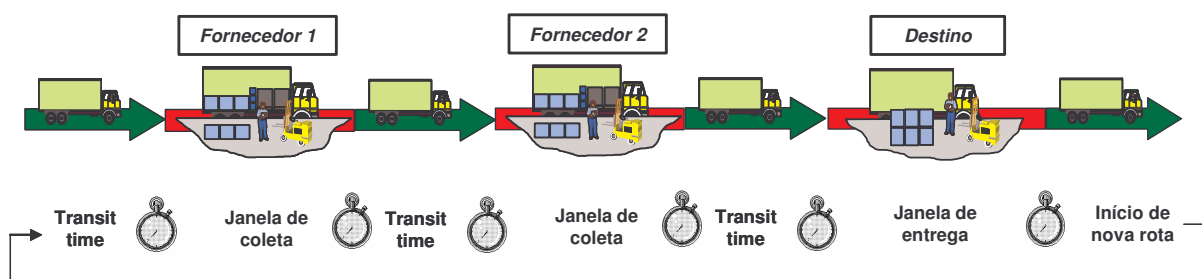 Fornecedor 1
Fornecedor 2
Destino
Transit
time
Janela de
coleta
Transit
time
Janela de
coleta
Transit
time
Janela de
entrega
Início de
nova rota